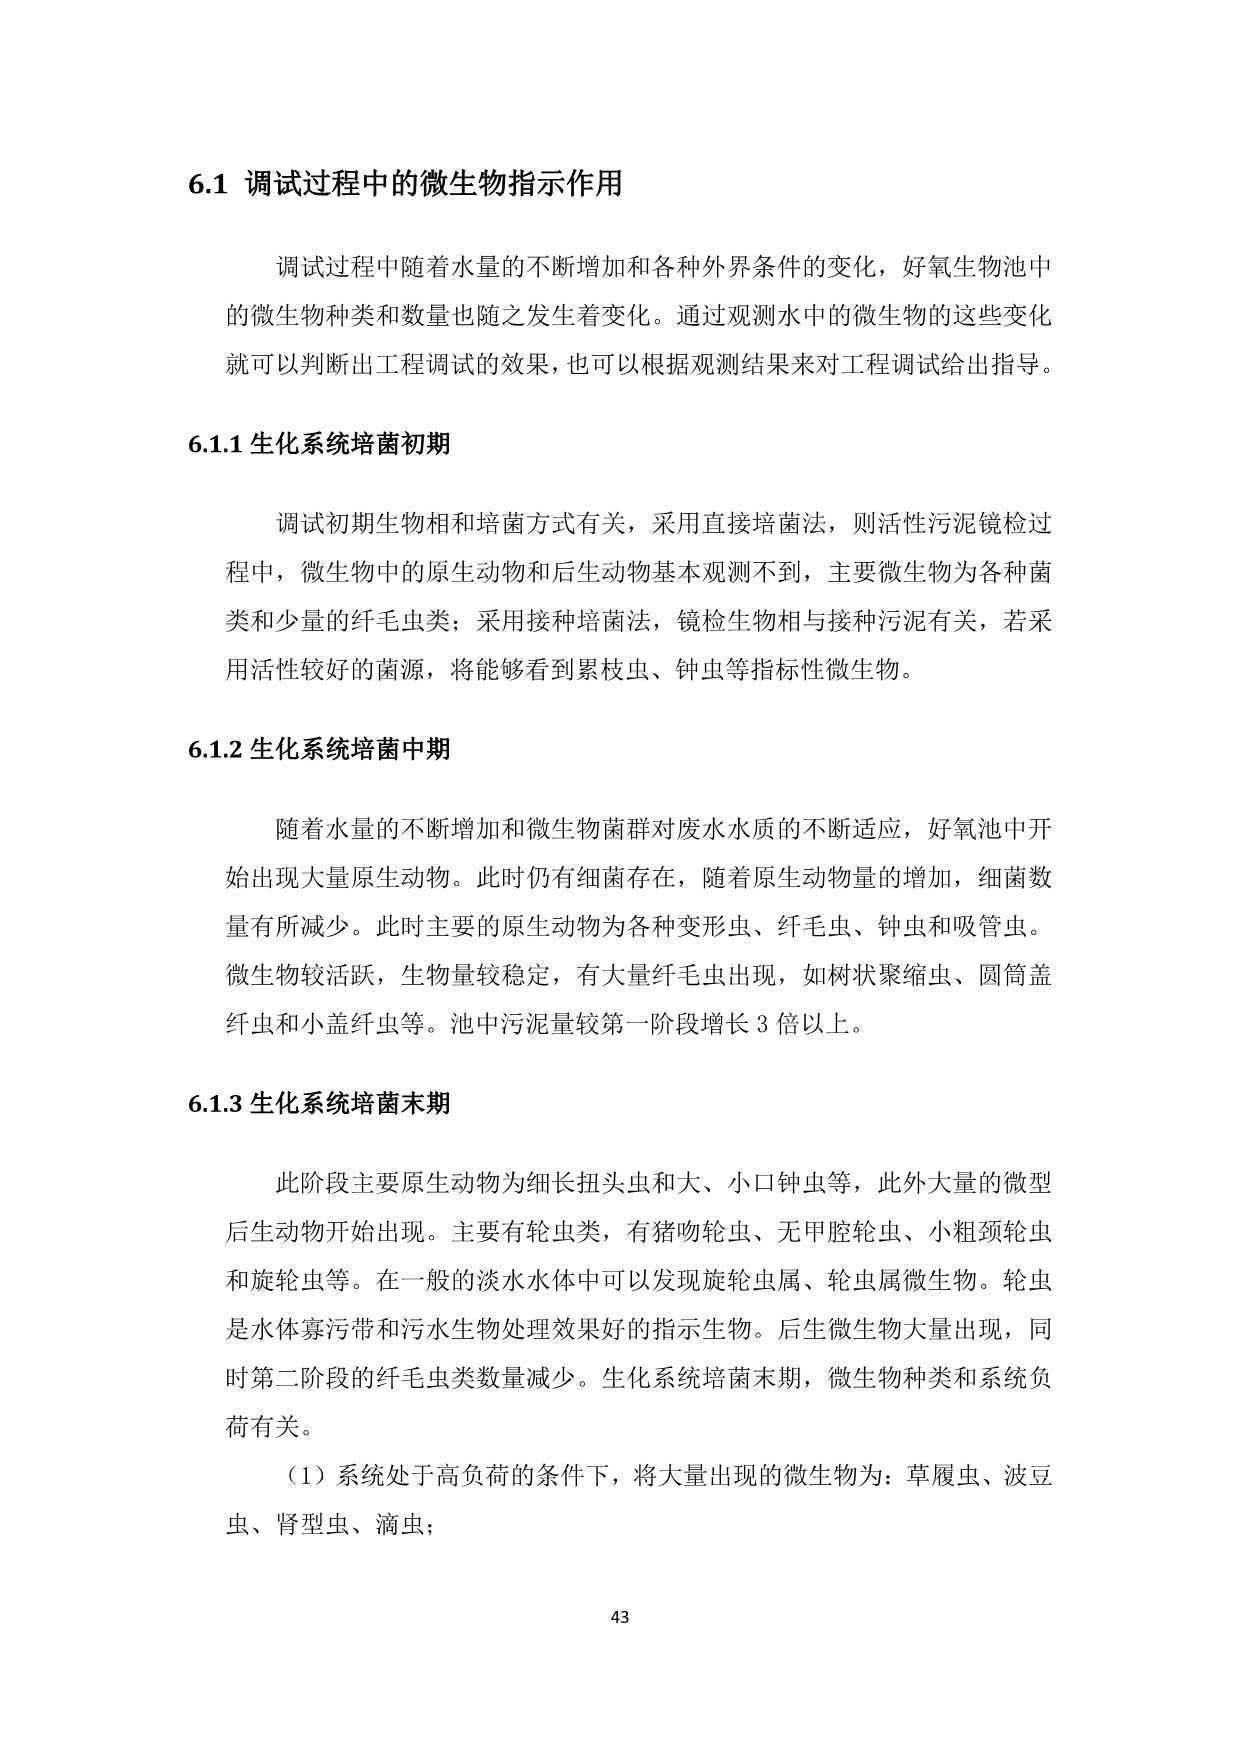 6.1 调试过程中的微生物指示作用
调试过程中随着水量的不断增加和各种外界条件的变化，好氧生物池中
的微生物种类和数量也随之发生着变化。通过观测水中的微生物的这些变化
就可以判断出工程调试的效果，也可以根据观测结果来对工程调试给出指导。
6.1.1 生化系统培菌初期
调试初期生物相和培菌方式有关，采用直接培菌法，则活性污泥镜检过
程中，微生物中的原生动物和后生动物基本观测不到，主要微生物为各种菌
类和少量的纤毛虫类；采用接种培菌法，镜检生物相与接种污泥有关，若采
用活性较好的菌源，将能够看到累枝虫、钟虫等指标性微生物。
6.1.2 生化系统培菌中期
随着水量的不断增加和微生物菌群对废水水质的不断适应，好氧池中开
始出现大量原生动物。此时仍有细菌存在，随着原生动物量的增加，细菌数
量有所减少。此时主要的原生动物为各种变形虫、纤毛虫、钟虫和吸管虫。
微生物较活跃，生物量较稳定，有大量纤毛虫出现，如树状聚缩虫、圆筒盖
纤虫和小盖纤虫等。池中污泥量较第一阶段增长 3 倍以上。
6.1.3 生化系统培菌末期
此阶段主要原生动物为细长扭头虫和大、小口钟虫等，此外大量的微型
后生动物开始出现。主要有轮虫类，有猪吻轮虫、无甲腔轮虫、小粗颈轮虫
和旋轮虫等。在一般的淡水水体中可以发现旋轮虫属、轮虫属微生物。轮虫
是水体寡污带和污水生物处理效果好的指示生物。后生微生物大量出现，同
时第二阶段的纤毛虫类数量减少。生化系统培菌末期，微生物种类和系统负
荷有关。
（1）系统处于高负荷的条件下，将大量出现的微生物为：草履虫、波豆
虫、肾型虫、滴虫；
43